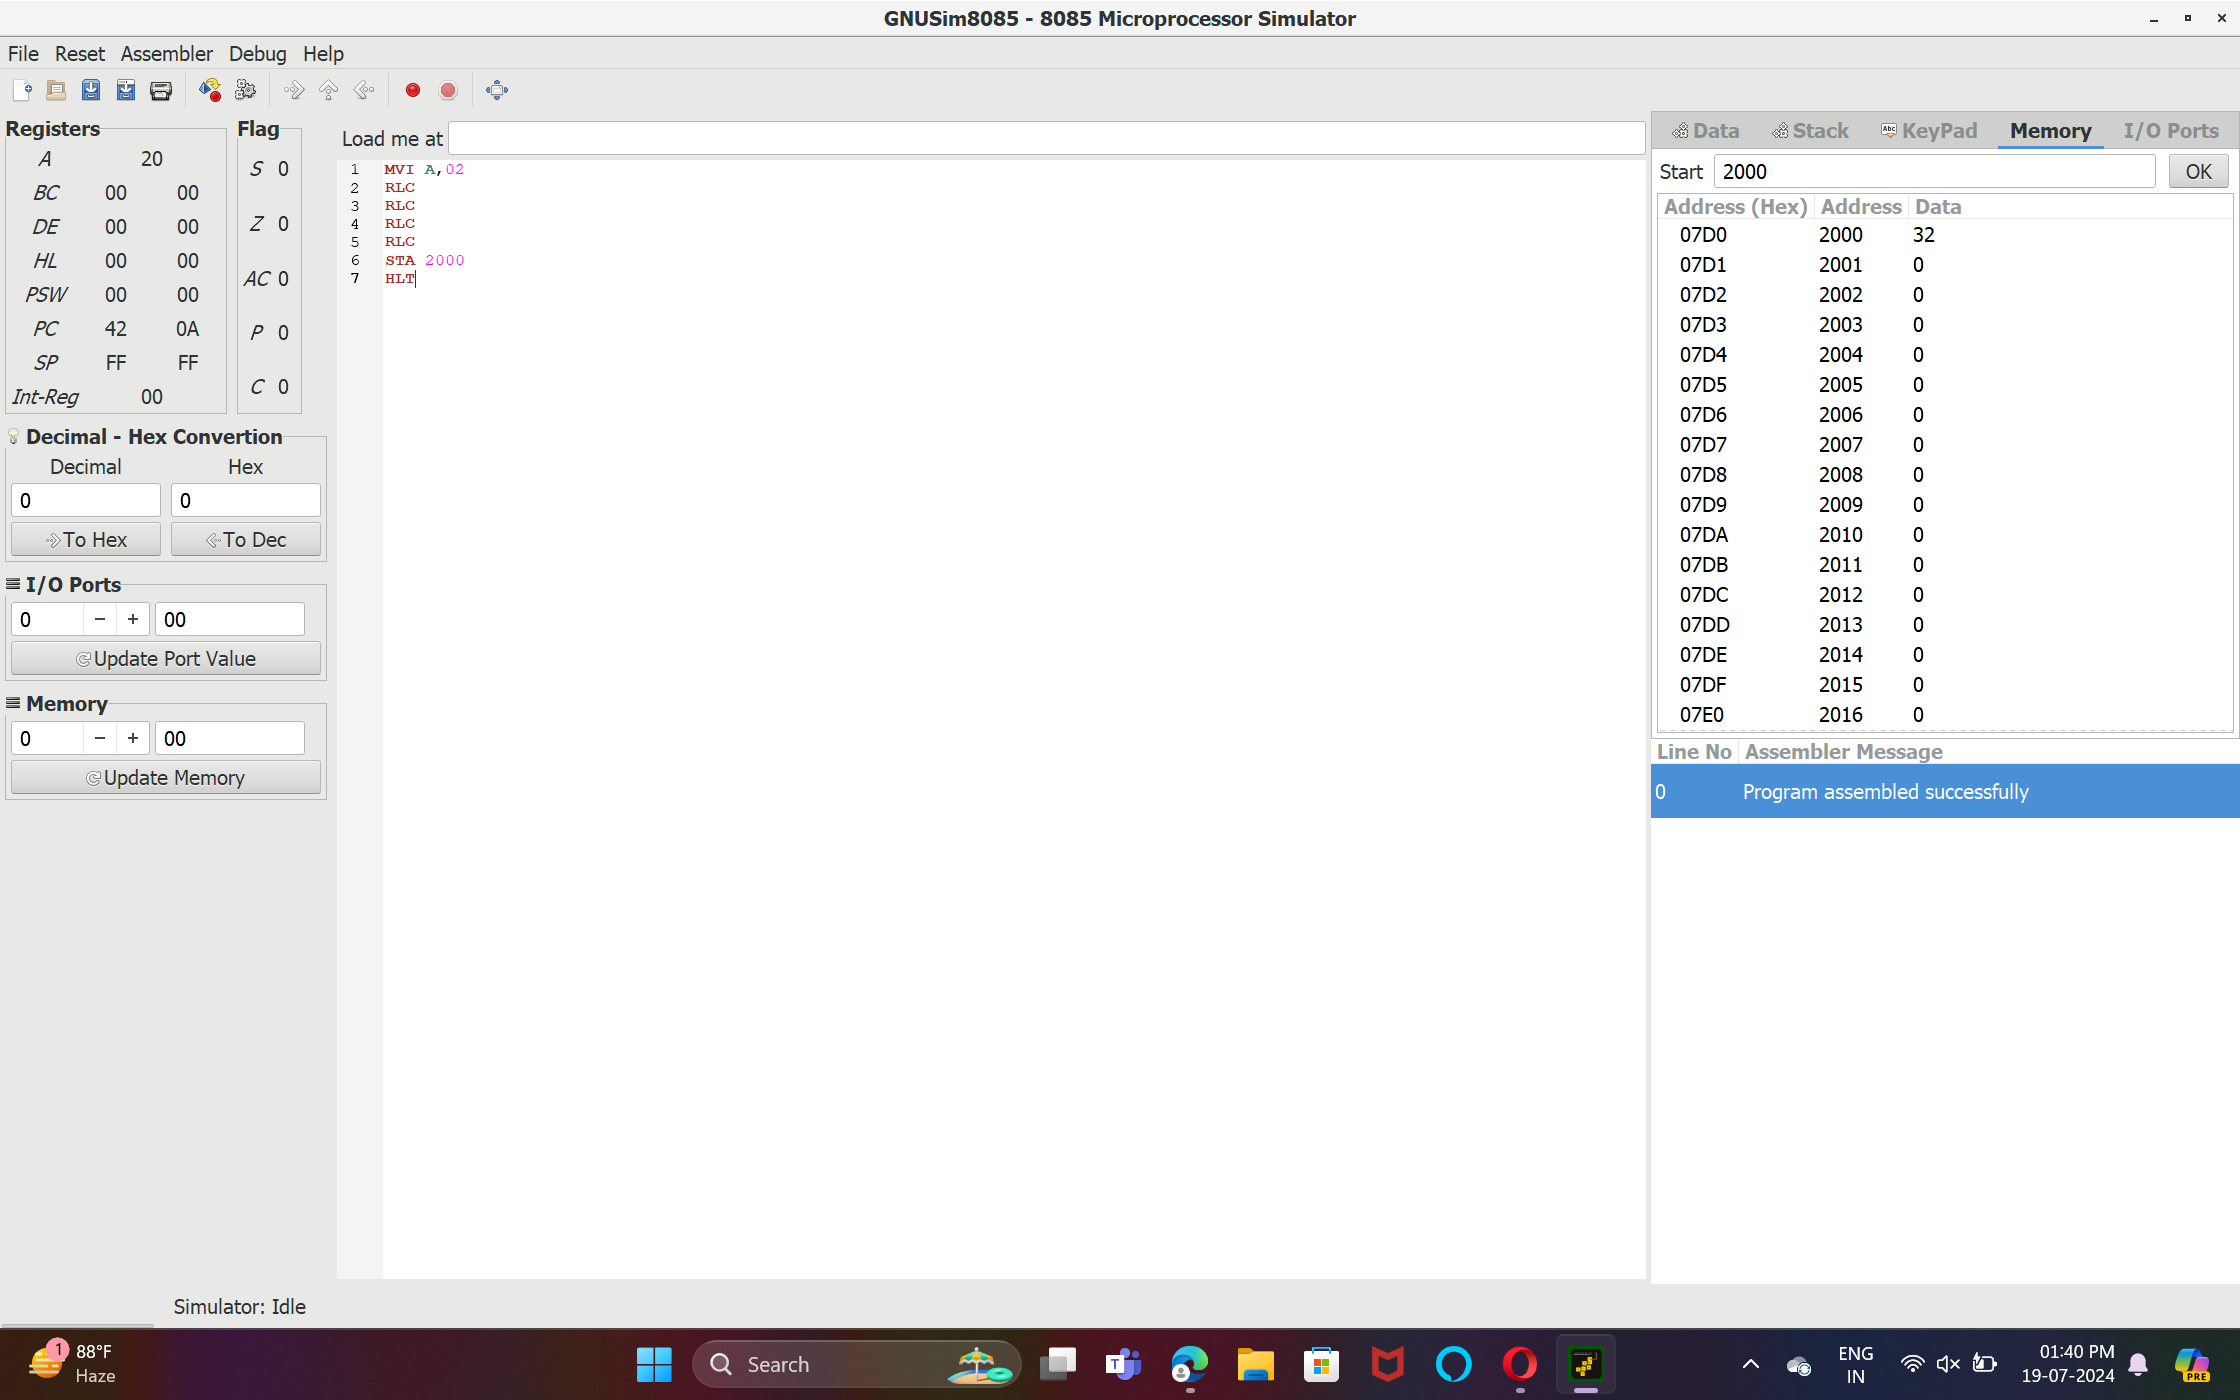 GNUSim8085 - 8085 Microprocessor Simulator
File Reset Assembler Debug Help
Registers
A 20
BC 00 00
DE 00 00
HL 00 00
PSW 00 00
PC 42 0A
SP FF FF
Int-Reg 00
Flag
S 0
Z 0
AC 0
P 0
C 0
Decimal - Hex Convertion
Decimal Hex
0 0
To Hex To Dec
I/O Ports
0 − + 00
Update Port Value
Memory
0 − + 00
Update Memory
Load me at
1 MVI A,02
2 RLC
3 RLC
4 RLC
5 RLC
6 STA 2000
7 HLT
Data Stack KeyPad Memory I/O Ports
Start 2000 OK
Address (Hex) Address Data
07D0 2000 32
07D1 2001 0
07D2 2002 0
07D3 2003 0
07D4 2004 0
07D5 2005 0
07D6 2006 0
07D7 2007 0
07D8 2008 0
07D9 2009 0
07DA 2010 0
07DB 2011 0
07DC 2012 0
07DD 2013 0
07DE 2014 0
07DF 2015 0
07E0 2016 0
Line No Assembler Message
0 Program assembled successfully
Simulator: Idle
1
88°F
Haze
Search
T
ENG
IN
01:40 PM
19-07-2024
PRE